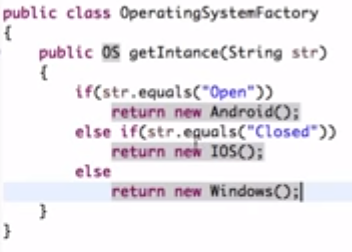 public class OperatingSystemFactory
{
    public OS getIntance(String str)
    {
        if(str.equals("Open"))
            return new Android();
        else if(str.equals("Closed"))
            return new IOS();
        else
            return new Windows();
    }
}